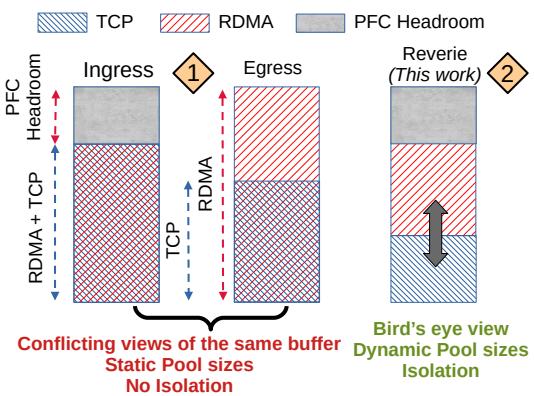 TCP
RDMA
PFC Headroom
Ingress
1
Egress
Reverie
(This work)
2
PFC
Headroom
RDMA + TCP
TCP
RDMA
Conflicting views of the same buffer
Static Pool sizes
No Isolation
Bird's eye view
Dynamic Pool sizes
Isolation